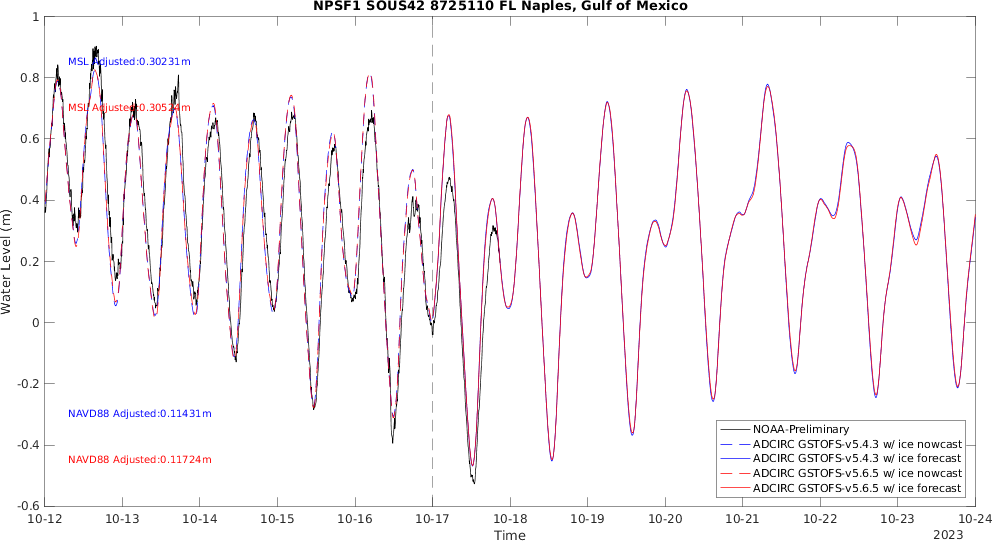 NPSF1 SOUS42 8725110 FL Naples, Gulf of Mexico
Water Level (m)
1
0.8
0.6
0.4
0.2
0
-0.2
-0.4
-0.6
MSL Adjusted:0.30231m
MSL Adjusted:0.30524m
NAVD88 Adjusted:0.11431m
NAVD88 Adjusted:0.11724m
NOAA-Preliminary
ADCIRC GSTOFS-v5.4.3 w/ ice nowcast
ADCIRC GSTOFS-v5.4.3 w/ ice forecast
ADCIRC GSTOFS-v5.6.5 w/ ice nowcast
ADCIRC GSTOFS-v5.6.5 w/ ice forecast
10-12 10-13 10-14 10-15 10-16 10-17 10-18 10-19 10-20 10-21 10-22 10-23 10-24
Time
2023